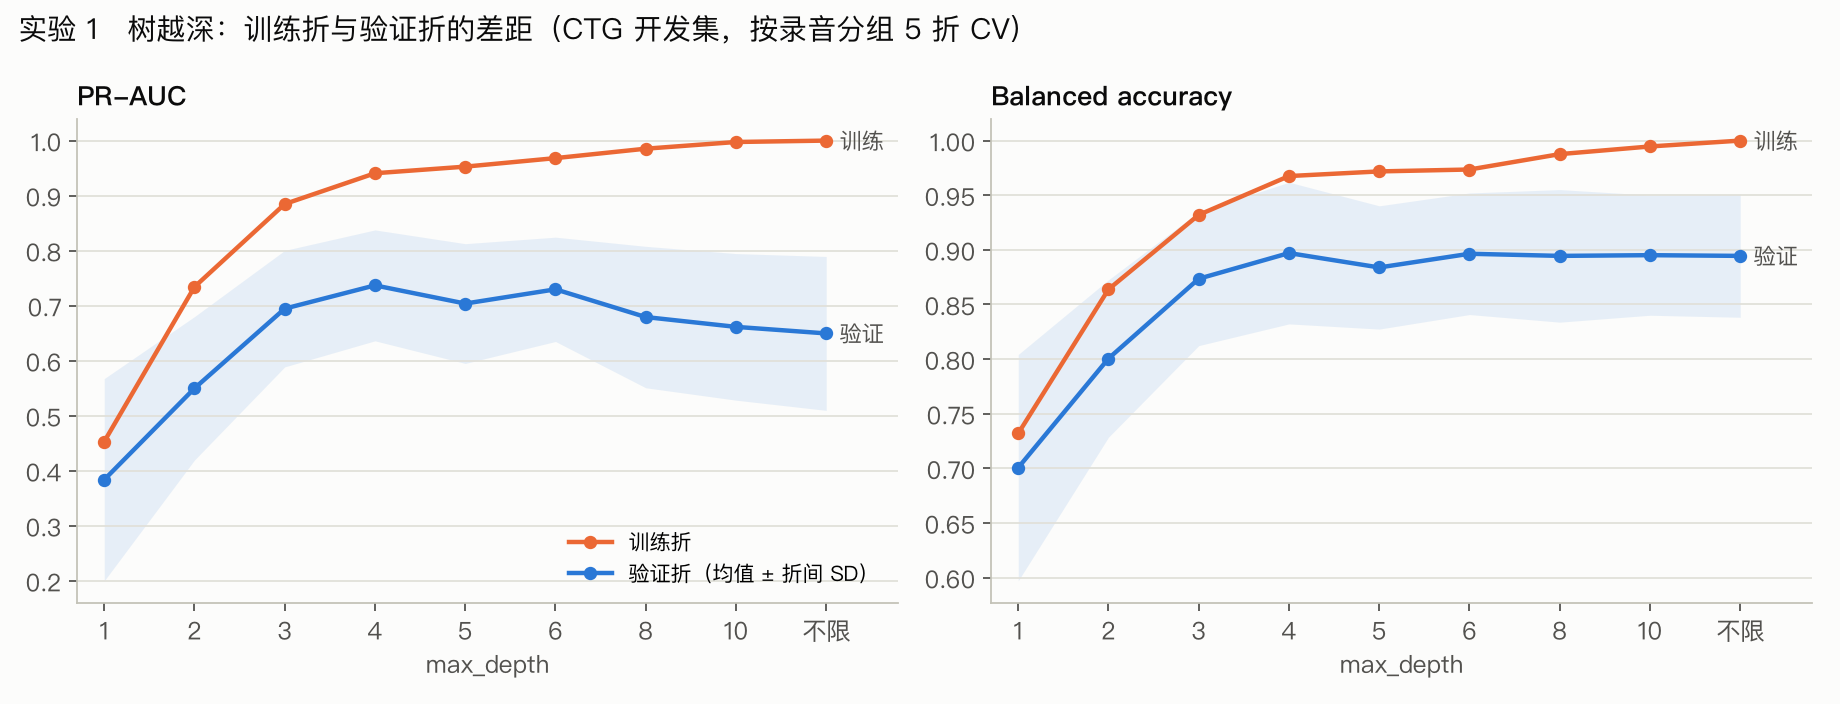 实验 1　树越深：训练折与验证折的差距（CTG 开发集，按录音分组 5 折 CV）
PR–AUC
1.0
0.9
0.8
0.7
0.6
0.5
0.4
0.3
0.2
训练
验证
训练折
验证折（均值 ± 折间 SD）
1 2 3 4 5 6 8 10 不限
max_depth
Balanced accuracy
1.00
0.95
0.90
0.85
0.80
0.75
0.70
0.65
0.60
训练
验证
1 2 3 4 5 6 8 10 不限
max_depth